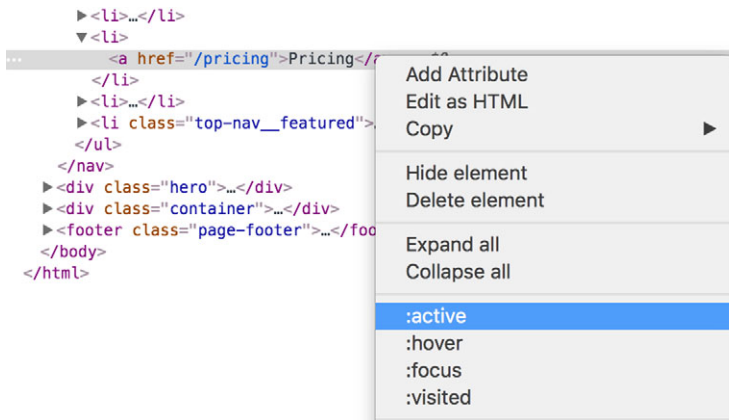 ▶<li>…</li>
▼<li>
<a href="/pricing">Pricing</a
</li>
▶<li>…</li>
▶<li class="top-nav__featured">
</ul>
</nav>
▶<div class="hero">…</div>
▶<div class="container">…</div>
▶<footer class="page-footer">…</foo
</body>
</html>
Add Attribute
Edit as HTML
Copy ▶
Hide element
Delete element
Expand all
Collapse all
:active
:hover
:focus
:visited